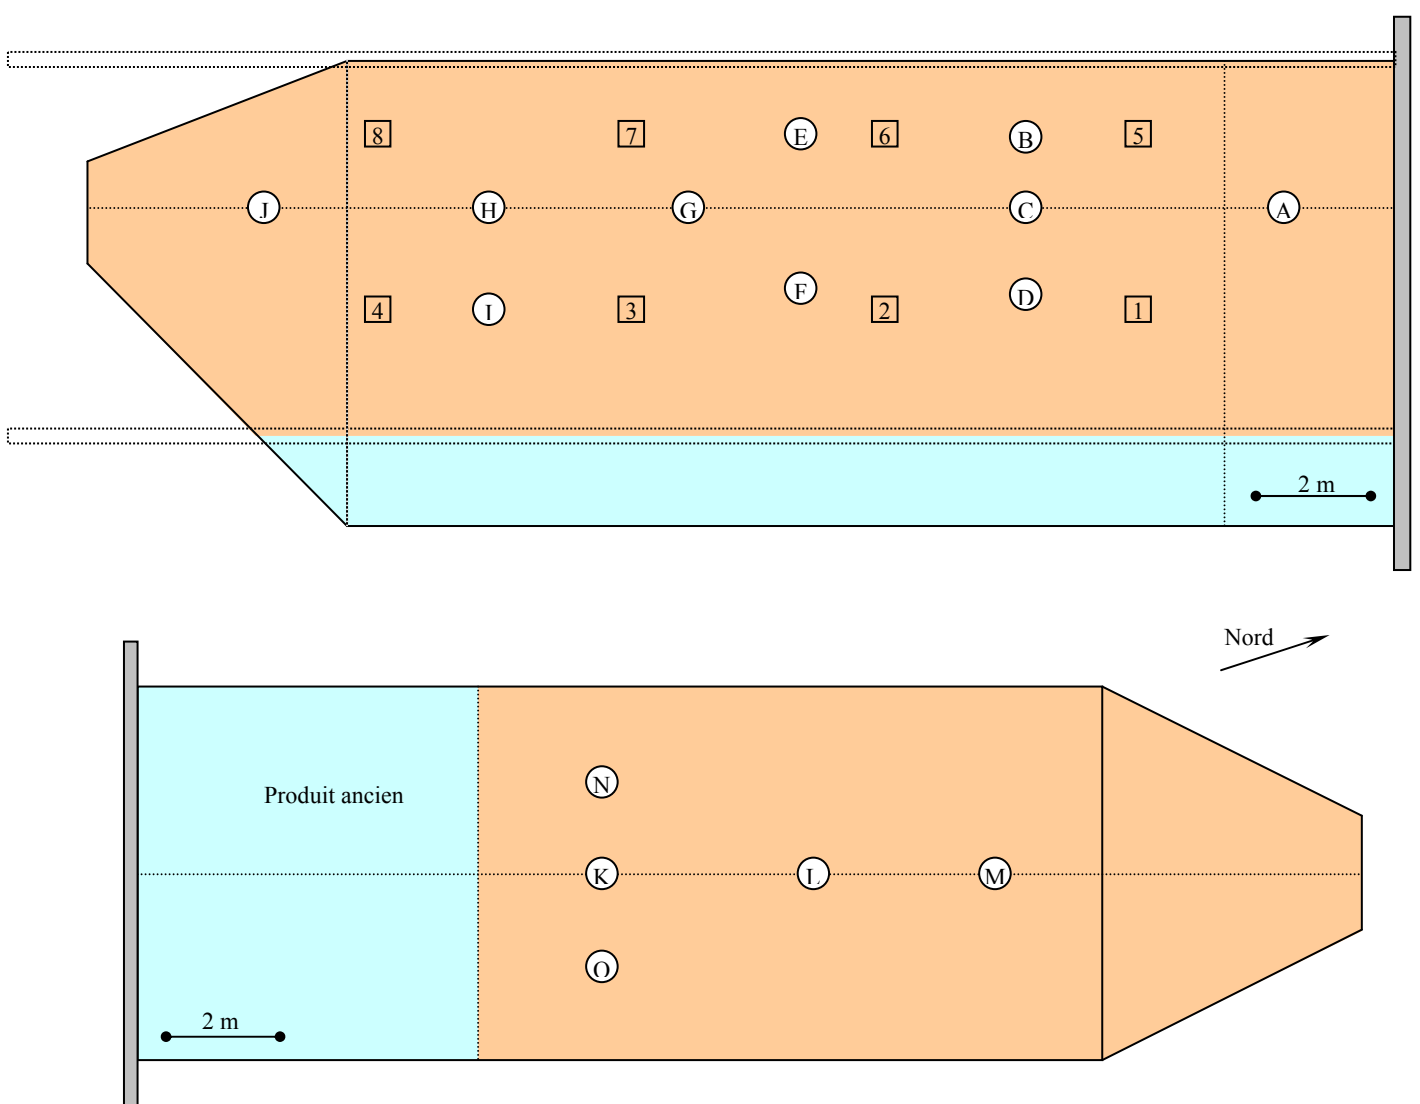 8 7 E 6 B 5
J H G C A
4 I 3 F 2 D 1
2 m
Nord
N
Produit ancien
K L M
O
2 m